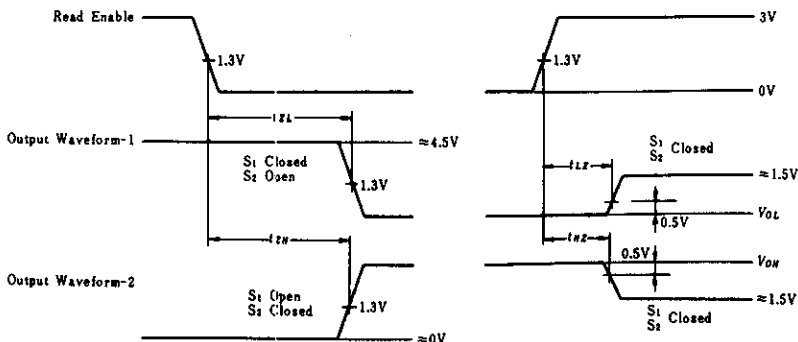 Read Enable
1.3V
1.3V
3V
0V
tZL
Output Waveform-1
≈4.5V
S1 Closed
S2 Open
1.3V
tLZ
S1
S2 Closed
≈1.5V
VOL
0.5V
tZH
tHZ
0.5V
VOH
Output Waveform-2
S1 Open
S2 Closed
1.3V
≈0V
≈1.5V
S1
S2 Closed